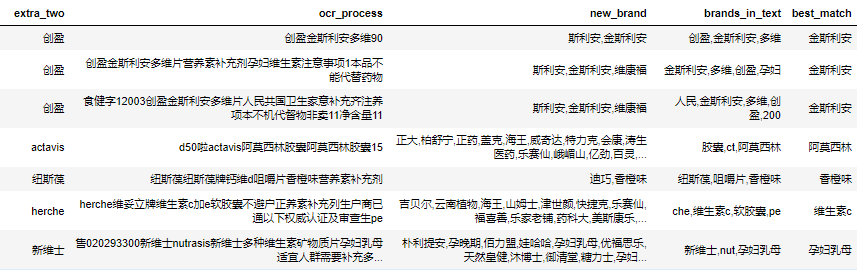 extra_two ocr_process new_brand brands_in_text best_match
创盈 创盈金斯利安多维90 斯利安,金斯利安 创盈,金斯利安,多维 金斯利安
创盈 创盈金斯利安多维片营养素补充剂孕妇维生素注意事项1本品不 斯利安,金斯利安,维康福 金斯利安,多维,创盈,孕妇 金斯利安
能代替药物
创盈 食健字12003创盈金斯利安多维片人民共国卫生家意补充齐注养 斯利安,金斯利安,维康福 人民,金斯利安,多维,创 金斯利安
项本不机代替物非卖11净含量11 盈,200
actavis d50啦actavis阿莫西林胶囊阿莫西林胶囊15 正大,柏舒宁,正药,盖克,海王,威奇达,特力克,会康,涛生 胶囊,ct,阿莫西林 阿莫西林
医药,乐赛仙,峨嵋山,亿劲,百灵,...
纽斯葆 纽斯葆纽斯葆牌钙维d咀嚼片香橙味营养素补充剂 迪巧,香橙味 纽斯葆,咀嚼片,香橙味 香橙味
herche herche维妥立牌维生素c加e软胶囊不避户正养素补充列生产商已 吉贝尔,云南植物,海王,山姆士,津世颜,快捷克,乐赛仙, che,维生素c,软胶囊,pe 维生素c
通以下权威认证及审查生pe 福喜善,乐家老铺,药科大,美斯康乐,...
新维士 售020293300新维士nutrasis新维士多种维生素矿物质片孕妇乳母 朴利提安,孕晚期,佰力盟,娃哈哈,孕妇乳母,优福思乐, 新维士,nut,孕妇乳母 孕妇乳母
适宜人群需要补充多... 天然皇健,沐博士,御清堂,糖力士,孕妇...